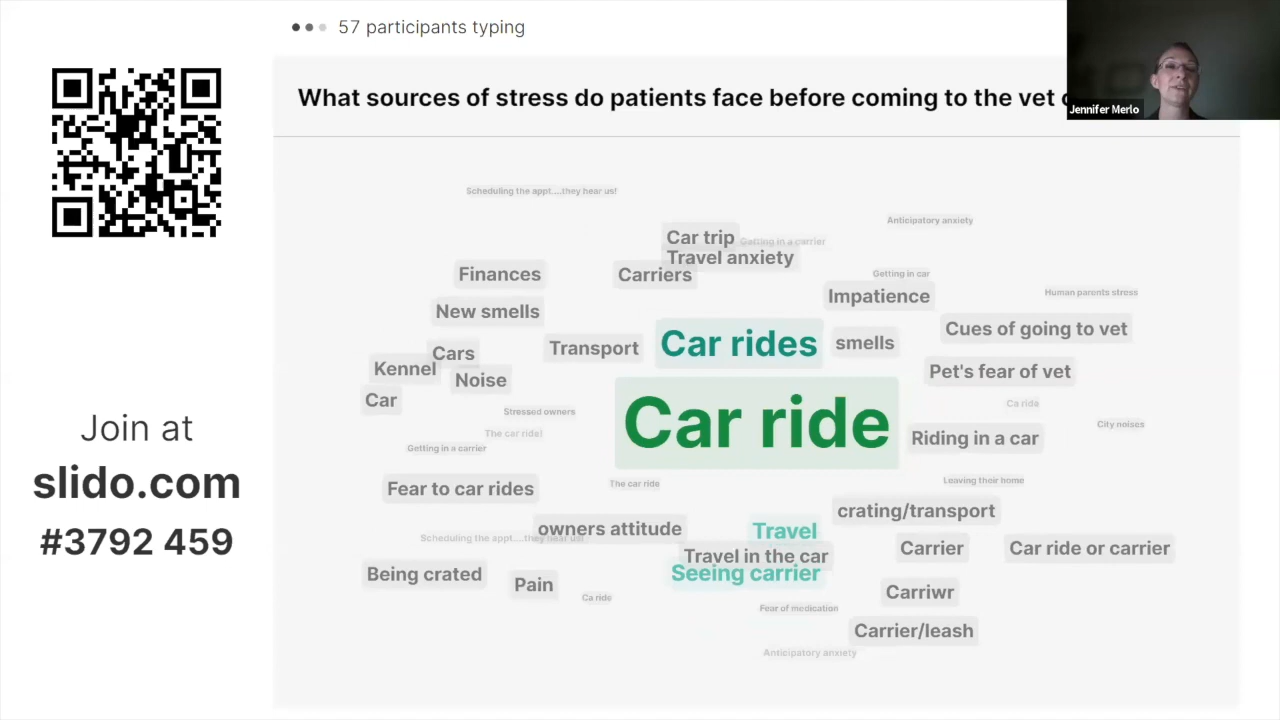 57 participants typing
What sources of stress do patients face before coming to the vet
Jennifer Merlo
Scheduling the appt....they hear us!
Anticipatory anxiety
Car trip
Getting in a carrier
Travel anxiety
Finances
Carriers
Getting in car
Impatience
Human parents stress
New smells
Cues of going to vet
Car rides
smells
Transport
Cars
Kennel
Pet's fear of vet
Noise
Car
Ca ride
Stressed owners
Car ride
City noises
The car ride!
Riding in a car
Getting in a carrier
Join at
slido.com
#3792 459
The car ride
Leaving their home
Fear to car rides
crating/transport
owners attitude
Travel
Scheduling the appt....they hear us!
Travel in the car
Carrier
Car ride or carrier
Seeing carrier
Being crated
Pain
Carriwr
Ca ride
Fear of medication
Carrier/leash
Anticipatory anxiety